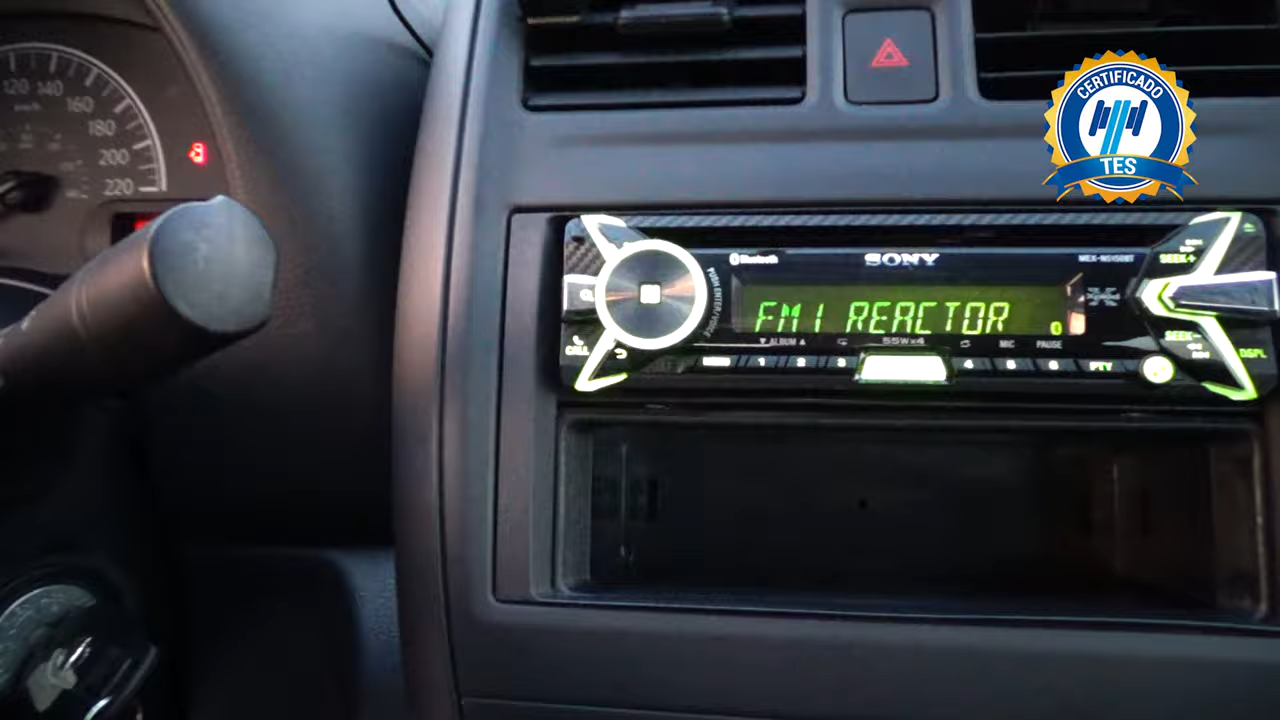 120 140
km/h
160
180
200
220
CERTIFICADO
TES
Bluetooth
SONY
MEX-N5150BT
SEEK+
FM1 REACTOR
CALL
ALBUM
55Wx4
MIC
PAUSE
SEEK-
DSPL
1 2 3 4 5 6 PTY